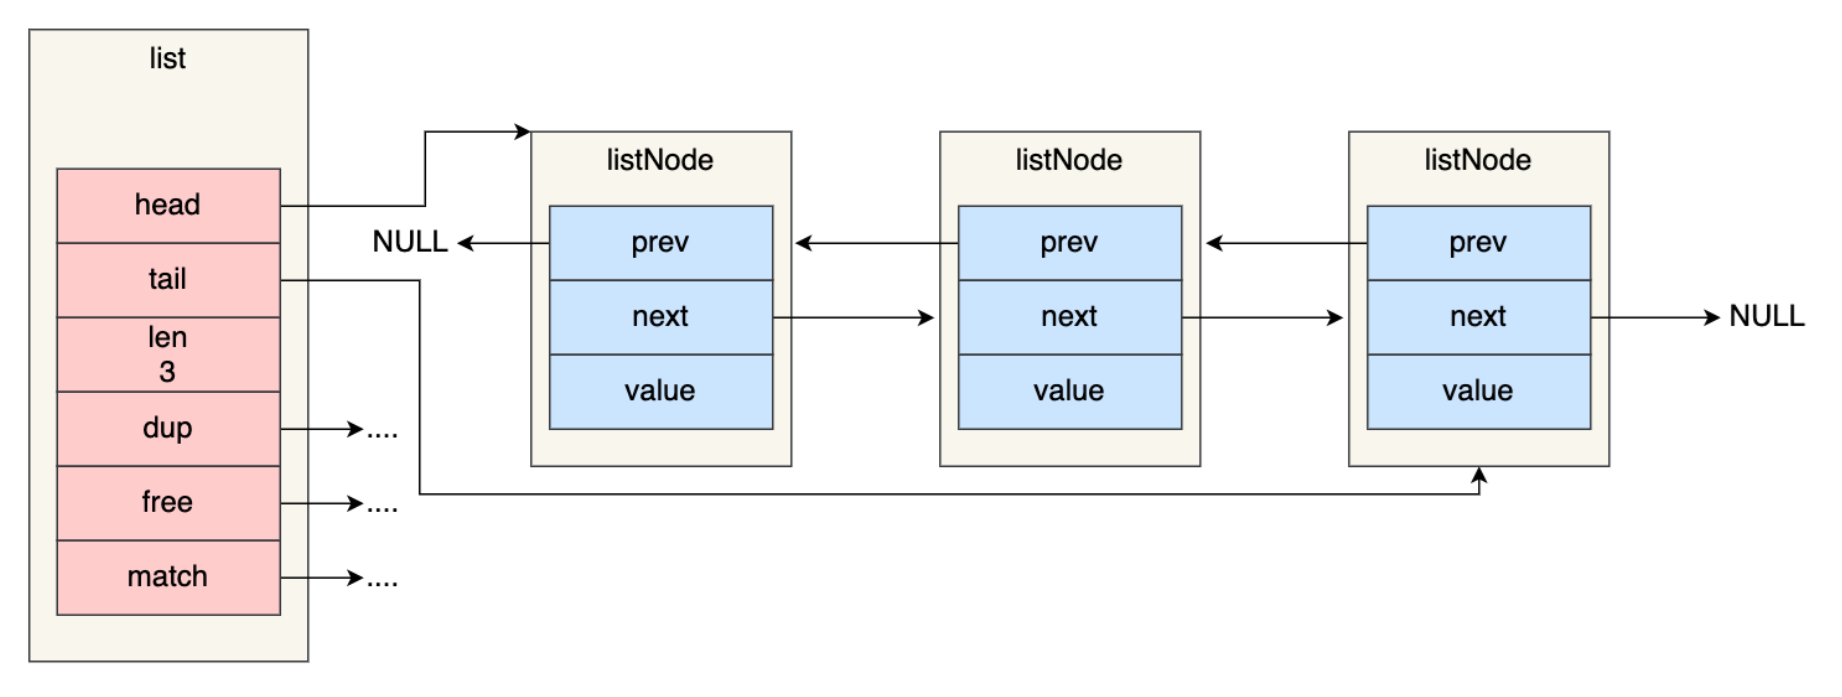 list
head
tail
len
3
dup
....
free
....
match
....
NULL
listNode
prev
next
value
listNode
prev
next
value
listNode
prev
next
value
NULL